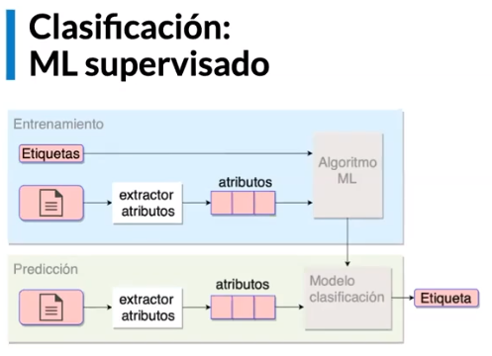 Clasificación:
ML supervisado
Entrenamiento
Etiquetas
Algoritmo
ML
extractor
atributos
atributos
Predicción
extractor
atributos
atributos
Modelo
clasificación
Etiqueta